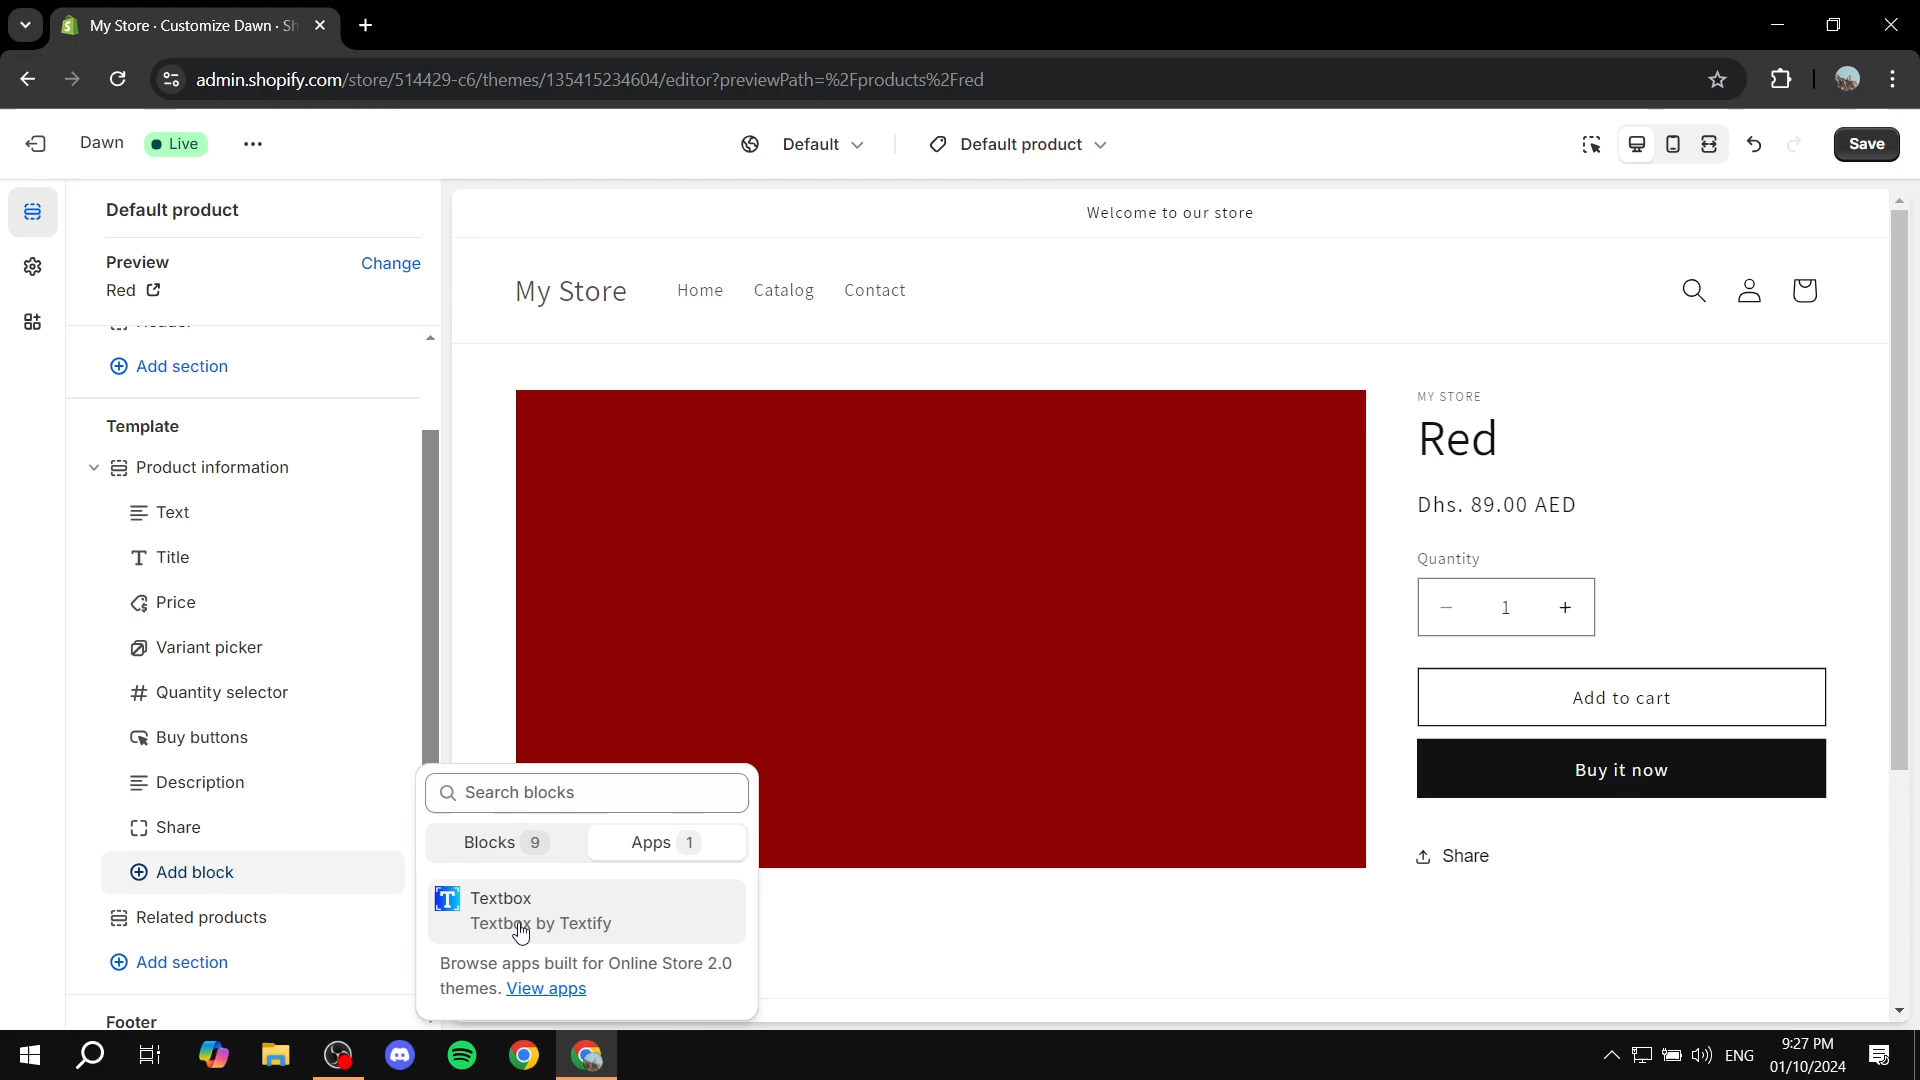 My Store · Customize Dawn · Sh
admin.shopify.com/store/514429-c6/themes/135415234604/editor?previewPath=%2Fproducts%2Fred
Dawn
Live
Default
Default product
Save
Default product
Preview
Change
Red
Header
Add section
Template
Product information
Text
Title
Price
Variant picker
Quantity selector
Buy buttons
Description
Share
Add block
Related products
Add section
Footer
Search blocks
Blocks 9
Apps 1
Textbox
Textbox by Textify
Browse apps built for Online Store 2.0
themes. View apps
Welcome to our store
My Store
Home
Catalog
Contact
MY STORE
Red
Dhs. 89.00 AED
Quantity
1
Add to cart
Buy it now
Share
ENG
9:27 PM
01/10/2024